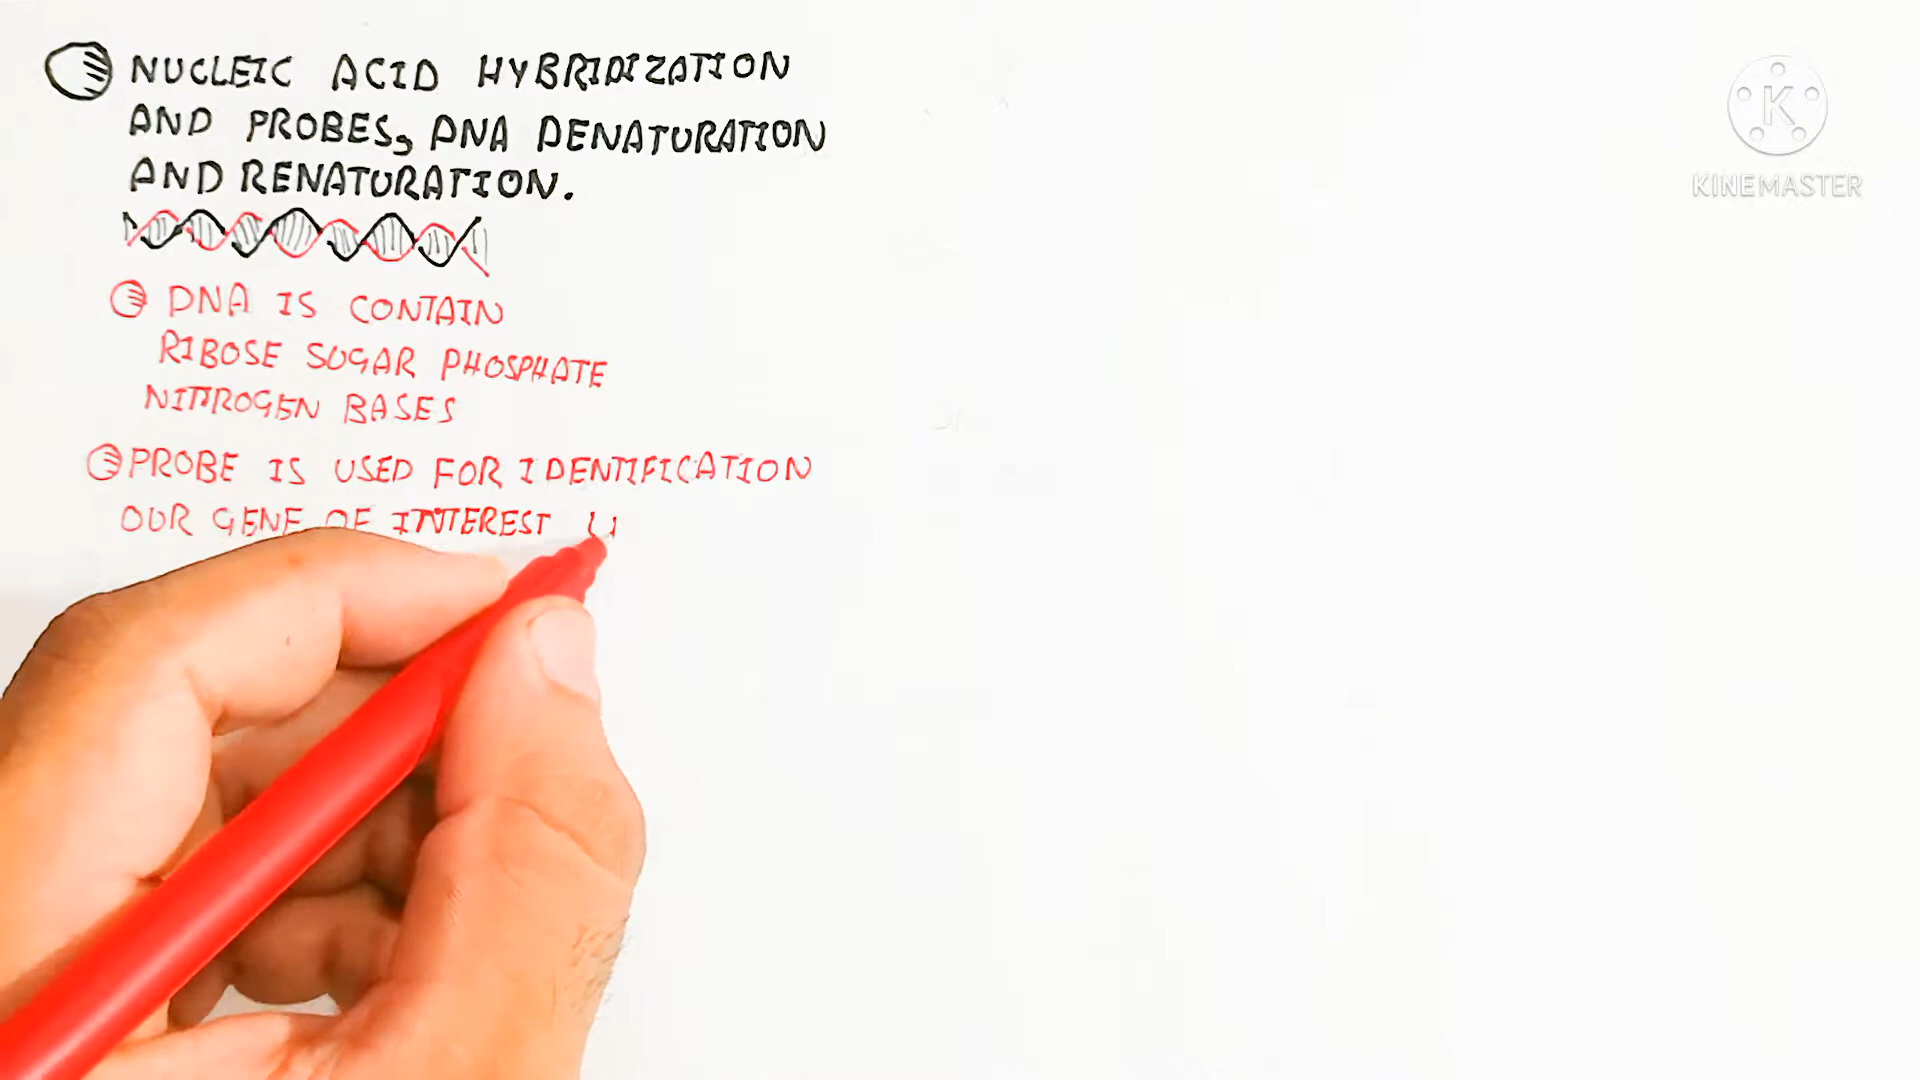 NUCLEIC ACID HYBRIDIZATION
AND PROBES, DNA DENATURATION
AND RENATURATION.
DNA IS CONTAIN
RIBOSE SUGAR PHOSPHATE
NITROGEN BASES
PROBE IS USED FOR IDENTIFICATION
OUR GENE OF INTEREST
KINEMASTER